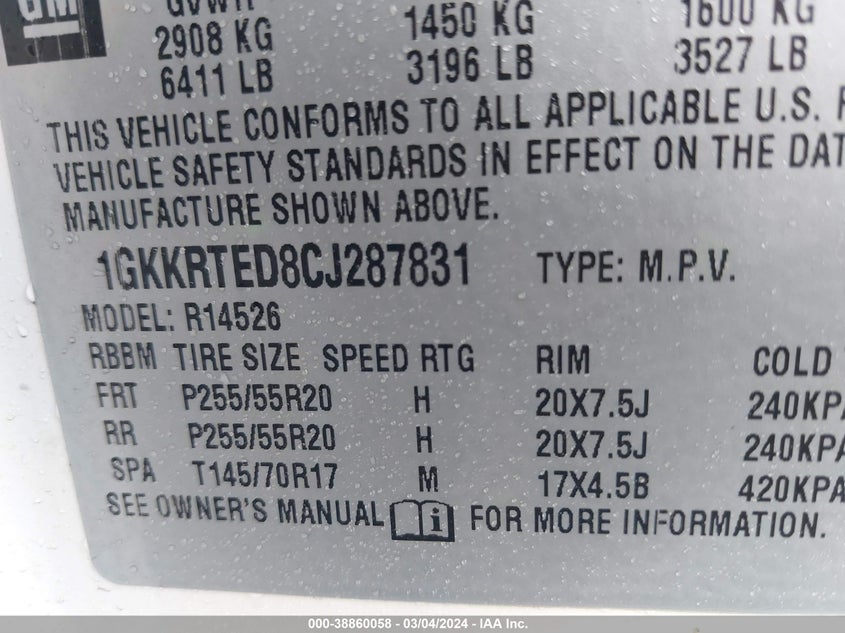 GM
GVWR
2908 KG 1450 KG 1600 KG
6411 LB 3196 LB 3527 LB
THIS VEHICLE CONFORMS TO ALL APPLICABLE U.S.
VEHICLE SAFETY STANDARDS IN EFFECT ON THE DAT
MANUFACTURE SHOWN ABOVE.
1GKKRTED8CJ287831 TYPE: M.P.V.
MODEL: R14526
RBBM TIRE SIZE SPEED RTG RIM COLD
FRT P255/55R20 H 20X7.5J 240KPA
RR P255/55R20 H 20X7.5J 240KPA
SPA T145/70R17 M 17X4.5B 420KPA
SEE OWNER'S MANUAL i FOR MORE INFORMATION.
000-38860058 - 03/04/2024 - IAA Inc.